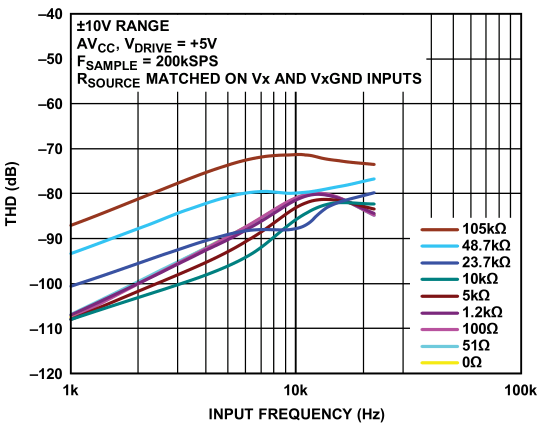 ±10V RANGE
AVCC, VDRIVE = +5V
FSAMPLE = 200kSPS
RSOURCE MATCHED ON Vx AND VxGND INPUTS
THD (dB)
–40
–50
–60
–70
–80
–90
–100
–110
–120
105kΩ
48.7kΩ
23.7kΩ
10kΩ
5kΩ
1.2kΩ
100Ω
51Ω
0Ω
1k
10k
100k
INPUT FREQUENCY (Hz)